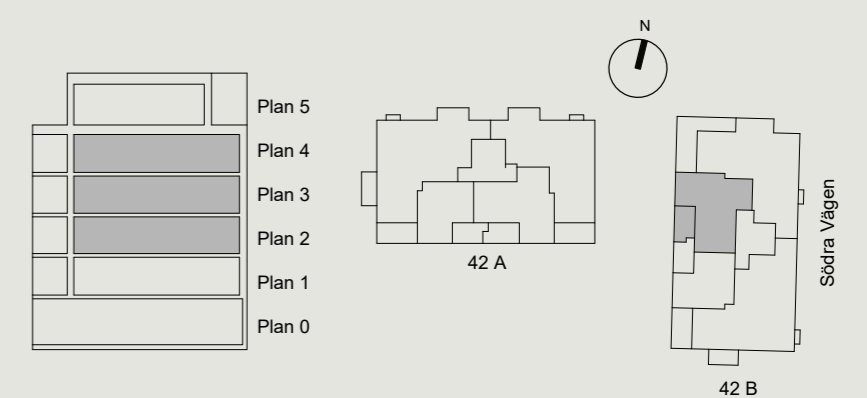 N
Plan 5
Plan 4
Plan 3
Plan 2
Plan 1
Plan 0
42 A
Södra Vägen
42 B